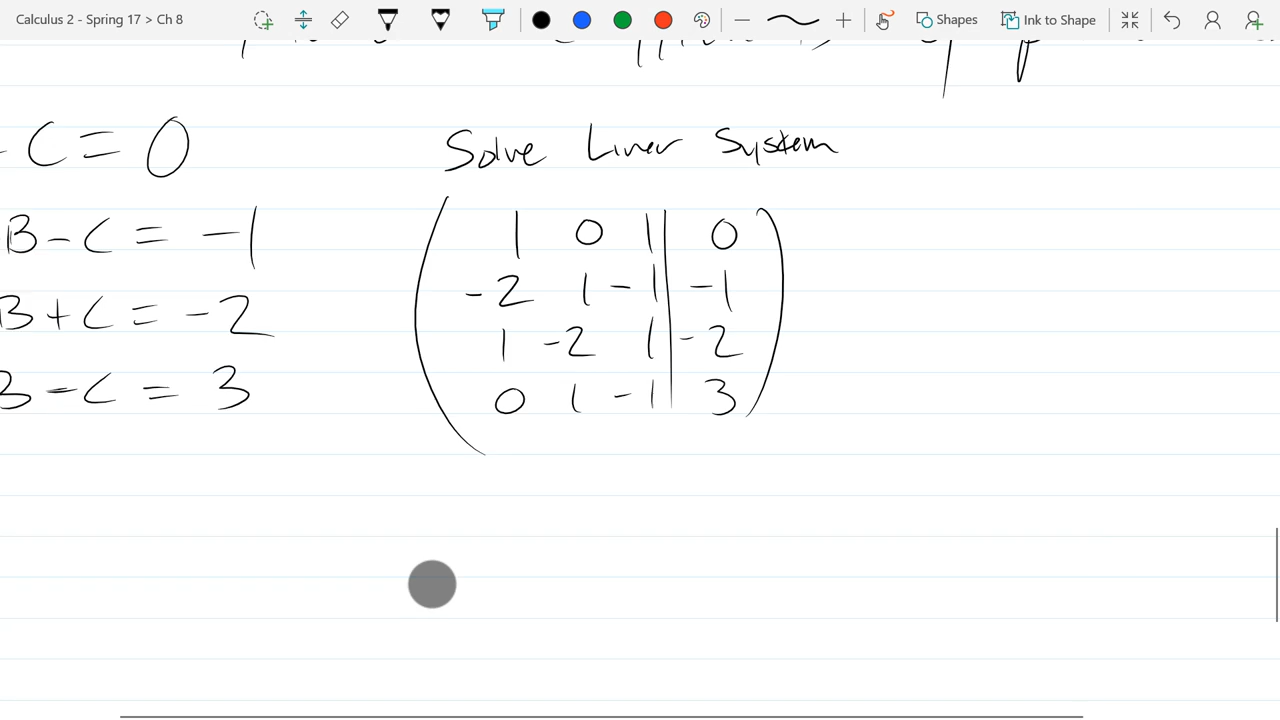 Calculus 2 - Spring 17 > Ch 8
Shapes
Ink to Shape
C = 0
B - C = -1
B + C = -2
B - C = 3
Solve Liner System
1 0 1 | 0
-2 1 -1 | -1
1 -2 1 | -2
0 1 -1 | 3